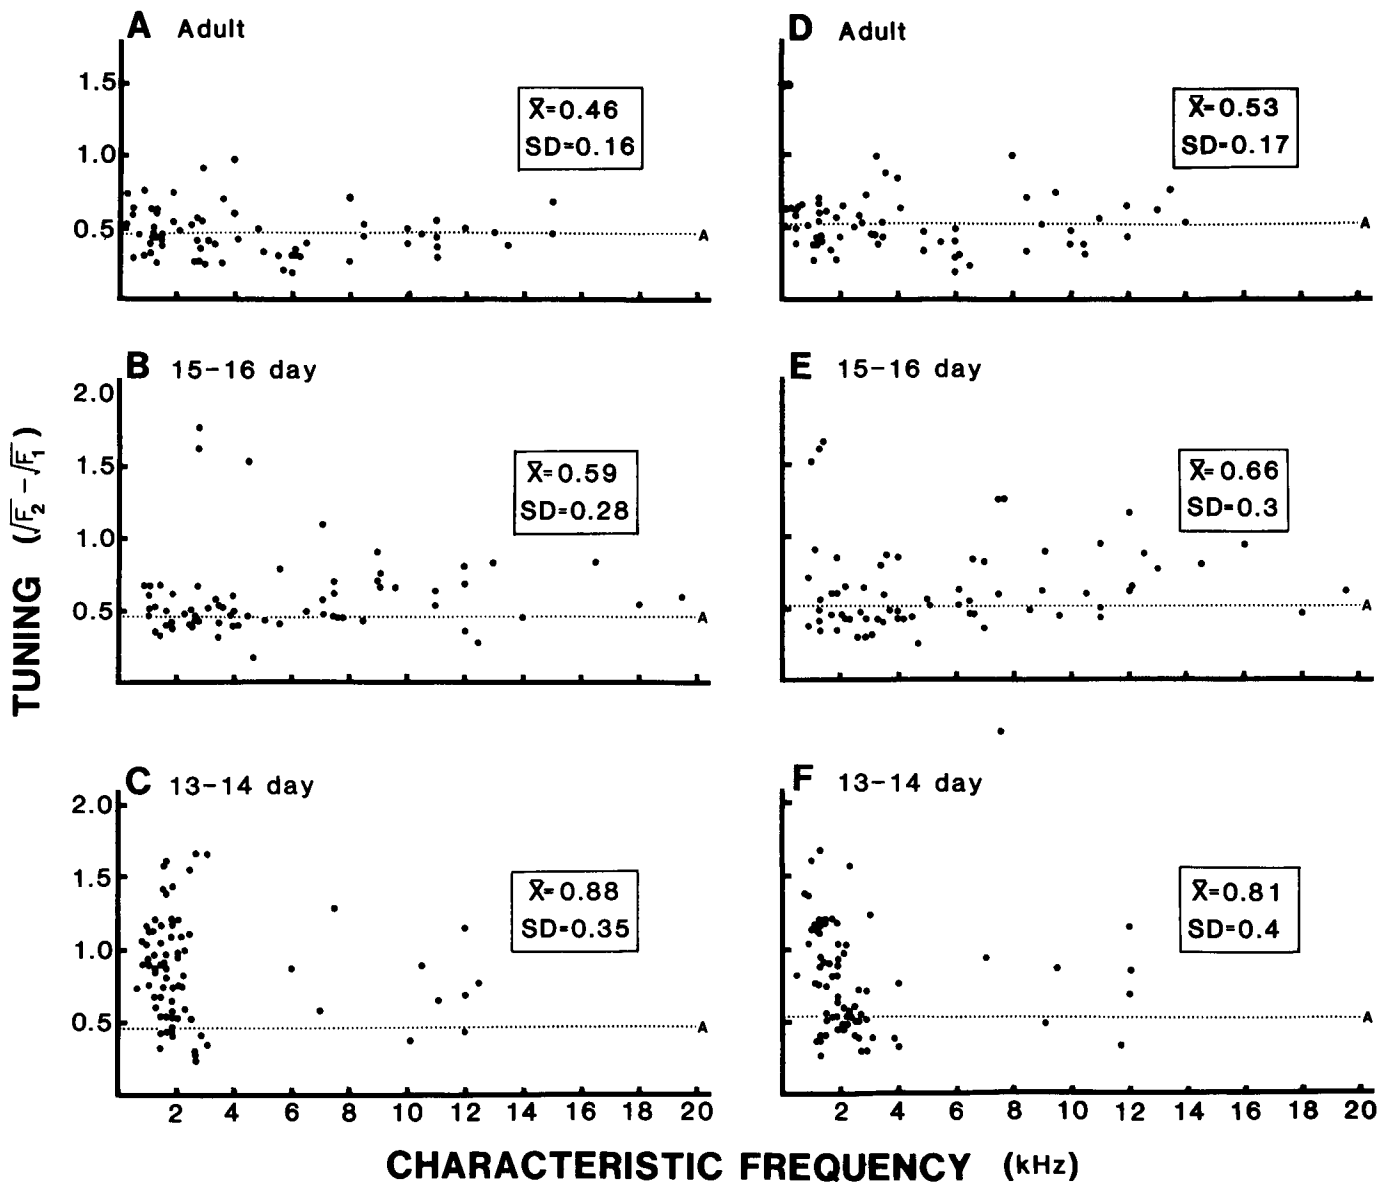 A Adult
1.5
1.0
0.5
X̄=0.46
SD=0.16
A
D Adult
X̄=0.53
SD=0.17
A
B 15-16 day
2.0
1.5
1.0
0.5
X̄=0.59
SD=0.28
A
E 15-16 day
X̄=0.66
SD=0.3
A
C 13-14 day
2.0
1.5
1.0
0.5
X̄=0.88
SD=0.35
A
2 4 6 8 10 12 14 16 18 20
F 13-14 day
X̄=0.81
SD=0.4
A
2 4 6 8 10 12 14 16 18 20
TUNING (√F₂ - √F₁)
CHARACTERISTIC FREQUENCY (kHz)